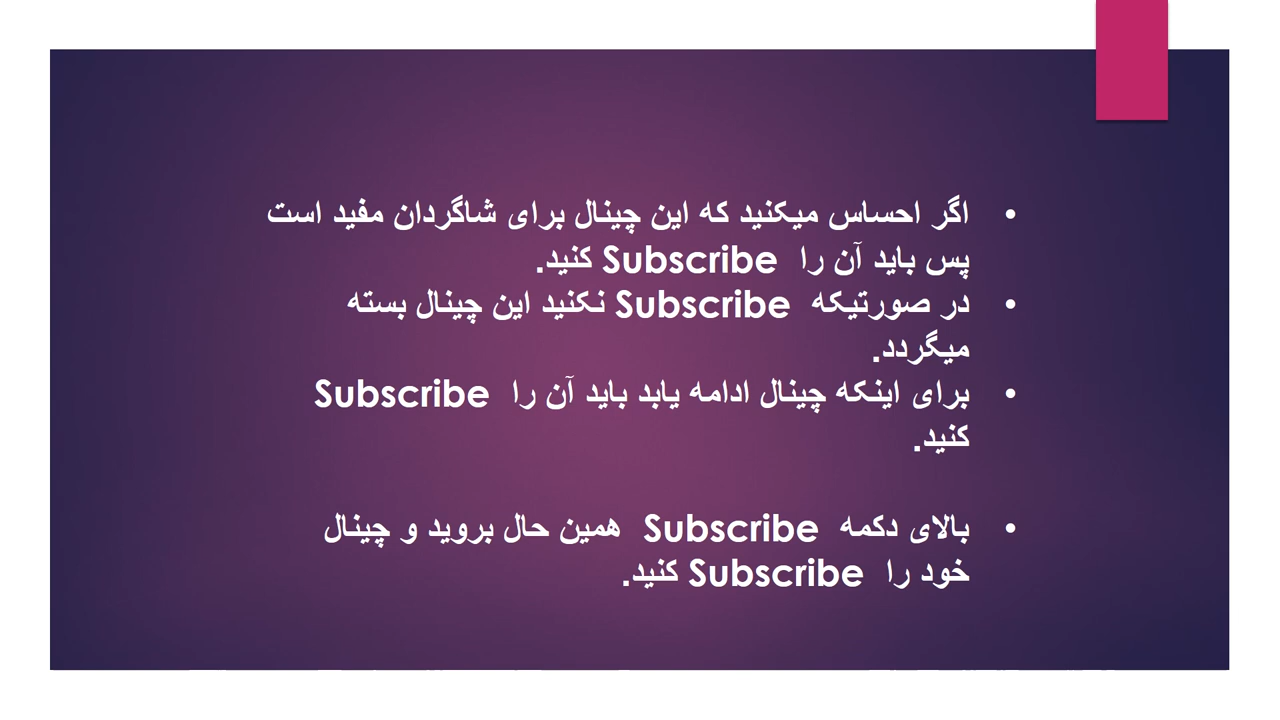 • اگر احساس میکنید که این چینال برای شاگردان مفید است
پس باید آن را Subscribe کنید.
• در صورتیکه Subscribe نکنید این چینال بسته
میگردد.
• برای اینکه چینال ادامه یابد باید آن را Subscribe
کنید.
• بالای دکمه Subscribe همین حال بروید و چینال
خود را Subscribe کنید.